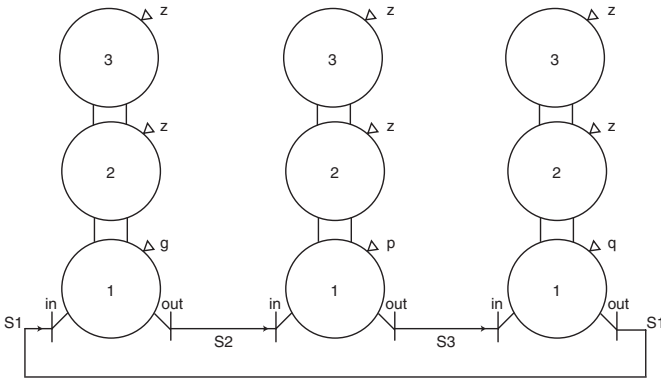 z z z
3 3 3
z z z
2 2 2
g p q
1 1 1
in out in out in out
S1 S1
S2 S3